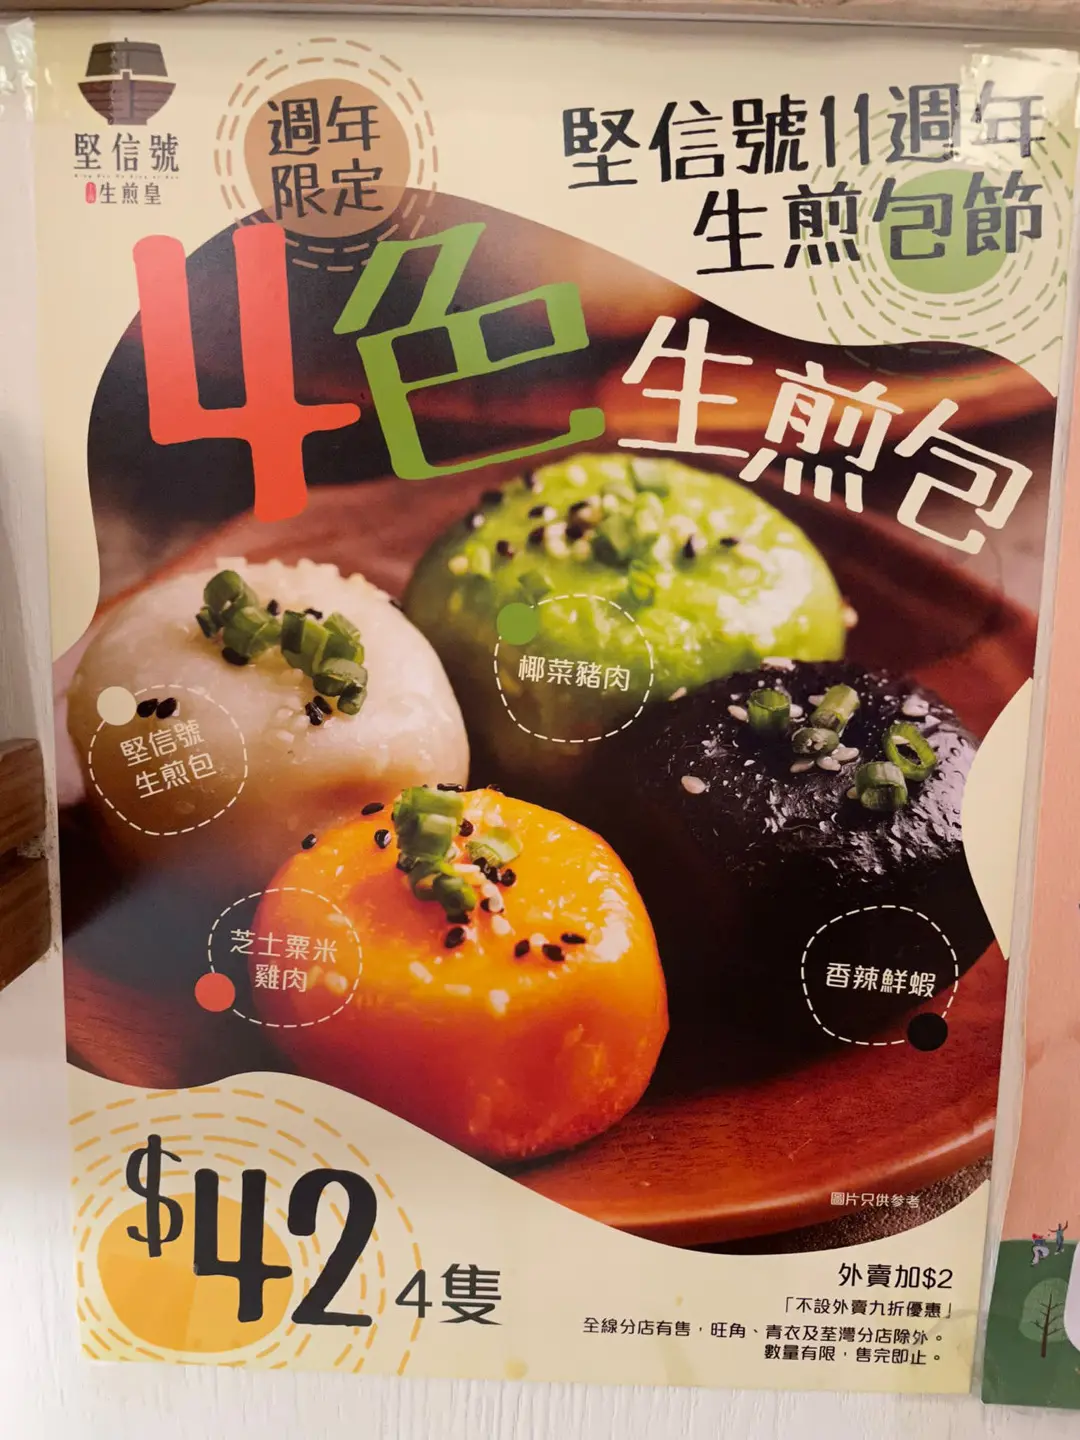 堅信號
生煎皇
週年
限定
堅信號11週年
生煎包節
4色
生煎包
椰菜豬肉
堅信號
生煎包
芝士粟米
雞肉
香辣鮮蝦
圖片只供參考
$42 4隻
外賣加$2
「不設外賣九折優惠」
全線分店有售，旺角、青衣及荃灣分店除外。
數量有限，售完即止。